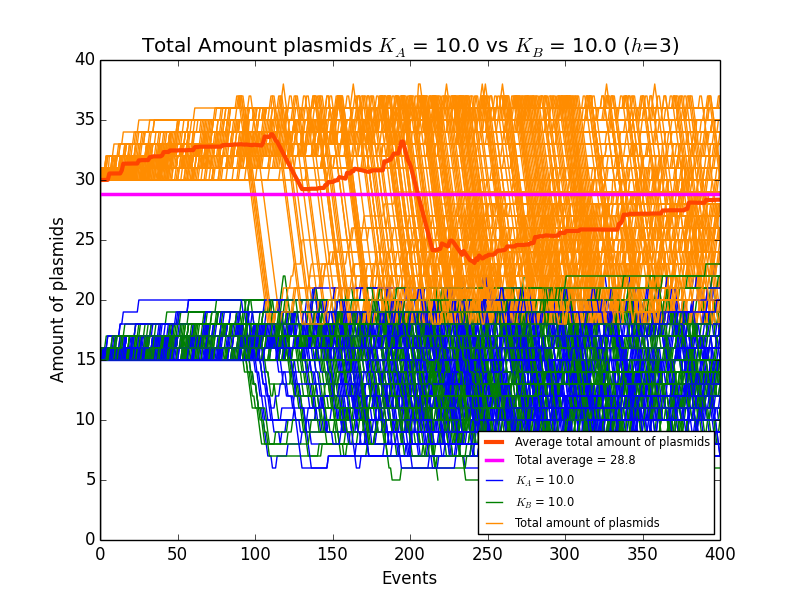 Total Amount plasmids K_A = 10.0 vs K_B = 10.0 (h=3)
40
35
30
25
20
15
10
5
0
Amount of plasmids
Average total amount of plasmids
Total average = 28.8
K_A = 10.0
K_B = 10.0
Total amount of plasmids
0 50 100 150 200 250 300 350 400
Events